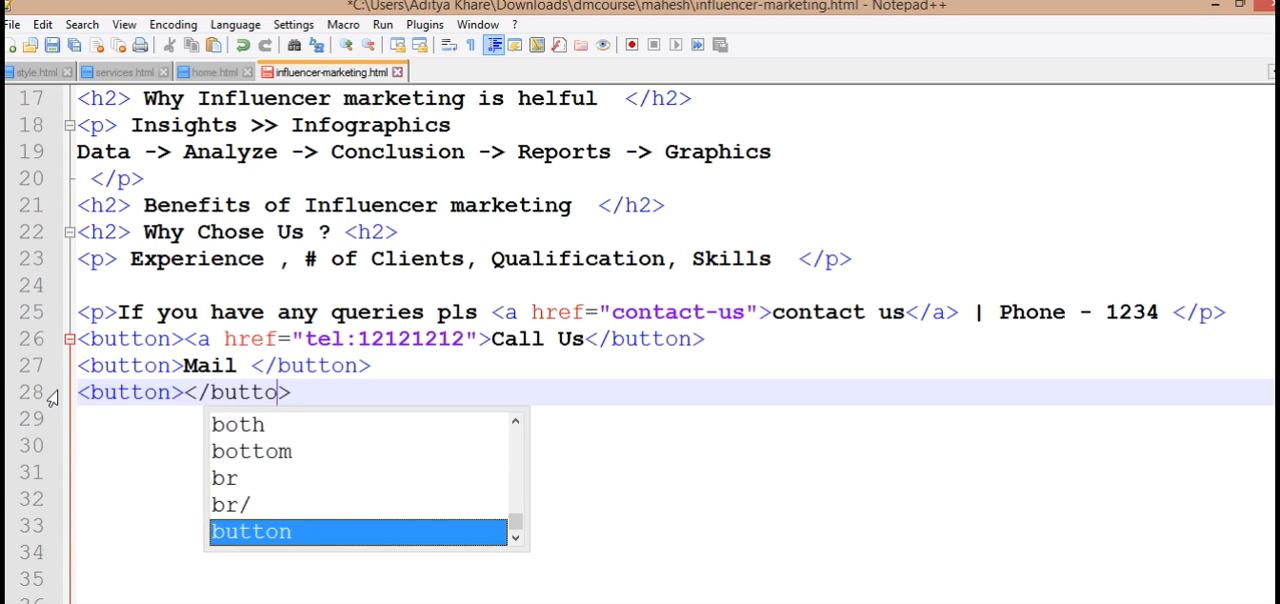 *C:\Users\Aditya Khare\Downloads\dmcourse\mahesh\influencer-marketing.html - Notepad++
File Edit Search View Encoding Language Settings Macro Run Plugins Window ?
style.html services.html home.html influencer-marketing.html
17 <h2> Why Influencer marketing is helful </h2>
18 <p> Insights >> Infographics
19 Data -> Analyze -> Conclusion -> Reports -> Graphics
20 </p>
21 <h2> Benefits of Influencer marketing </h2>
22 <h2> Why Chose Us ? <h2>
23 <p> Experience , # of Clients, Qualification, Skills </p>
24
25 <p>If you have any queries pls <a href="contact-us">contact us</a> | Phone - 1234 </p>
26 <button><a href="tel:12121212">Call Us</button>
27 <button>Mail </button>
28 <button></butto>
29 both
30 bottom
31 br
32 br/
33 button
34
35